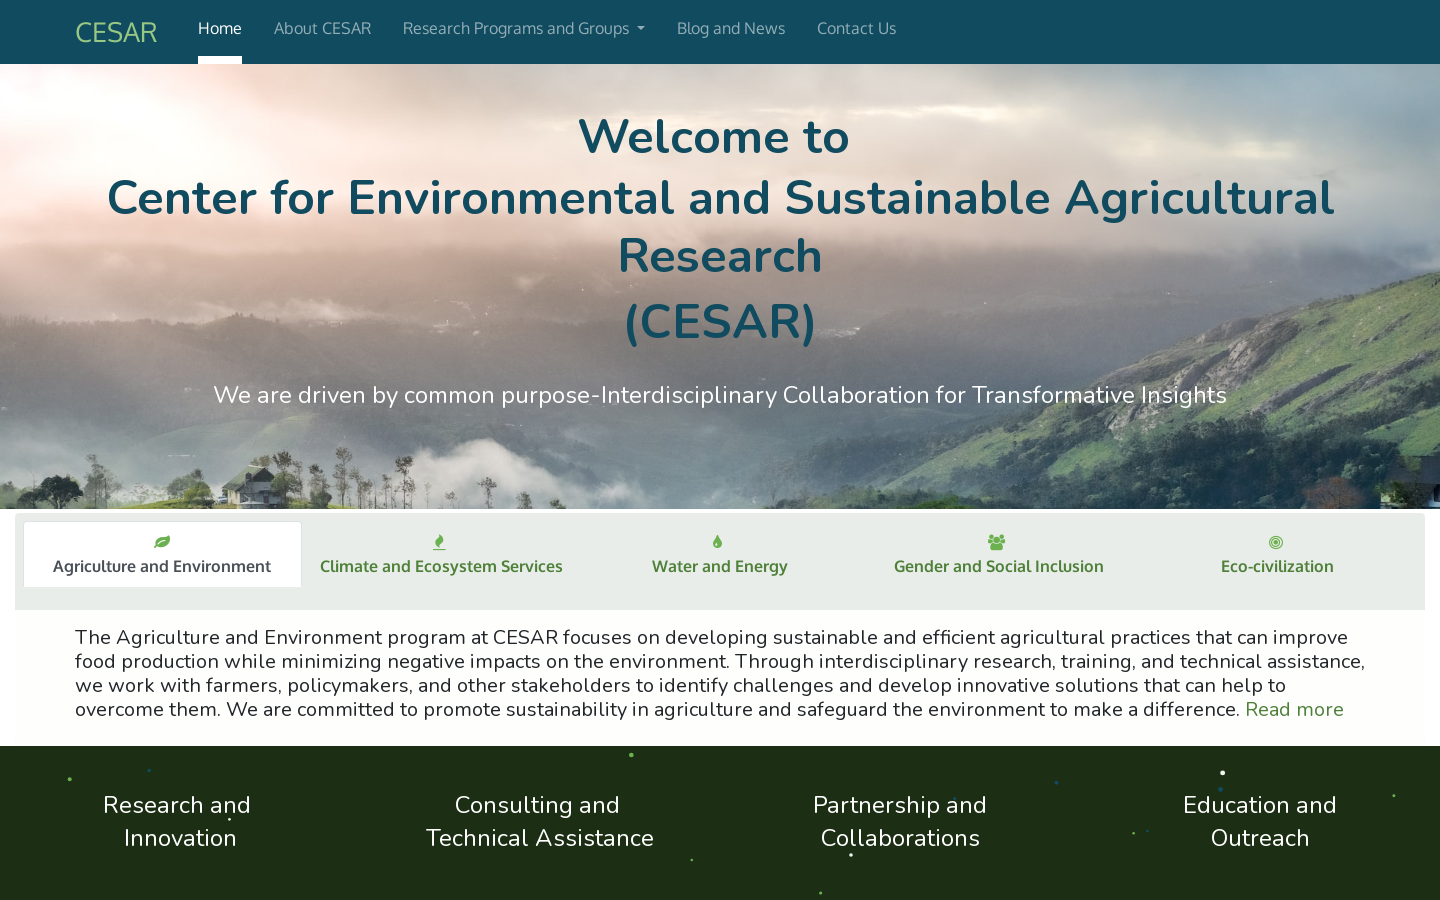 CESAR
Home
About CESAR
Research Programs and Groups
Blog and News
Contact Us
Welcome to
Center for Environmental and Sustainable Agricultural
Research
(CESAR)
We are driven by common purpose-Interdisciplinary Collaboration for Transformative Insights
Agriculture and Environment
Climate and Ecosystem Services
Water and Energy
Gender and Social Inclusion
Eco-civilization
The Agriculture and Environment program at CESAR focuses on developing sustainable and efficient agricultural practices that can improve
food production while minimizing negative impacts on the environment. Through interdisciplinary research, training, and technical assistance,
we work with farmers, policymakers, and other stakeholders to identify challenges and develop innovative solutions that can help to
overcome them. We are committed to promote sustainability in agriculture and safeguard the environment to make a difference. Read more
Research and
Innovation
Consulting and
Technical Assistance
Partnership and
Collaborations
Education and
Outreach